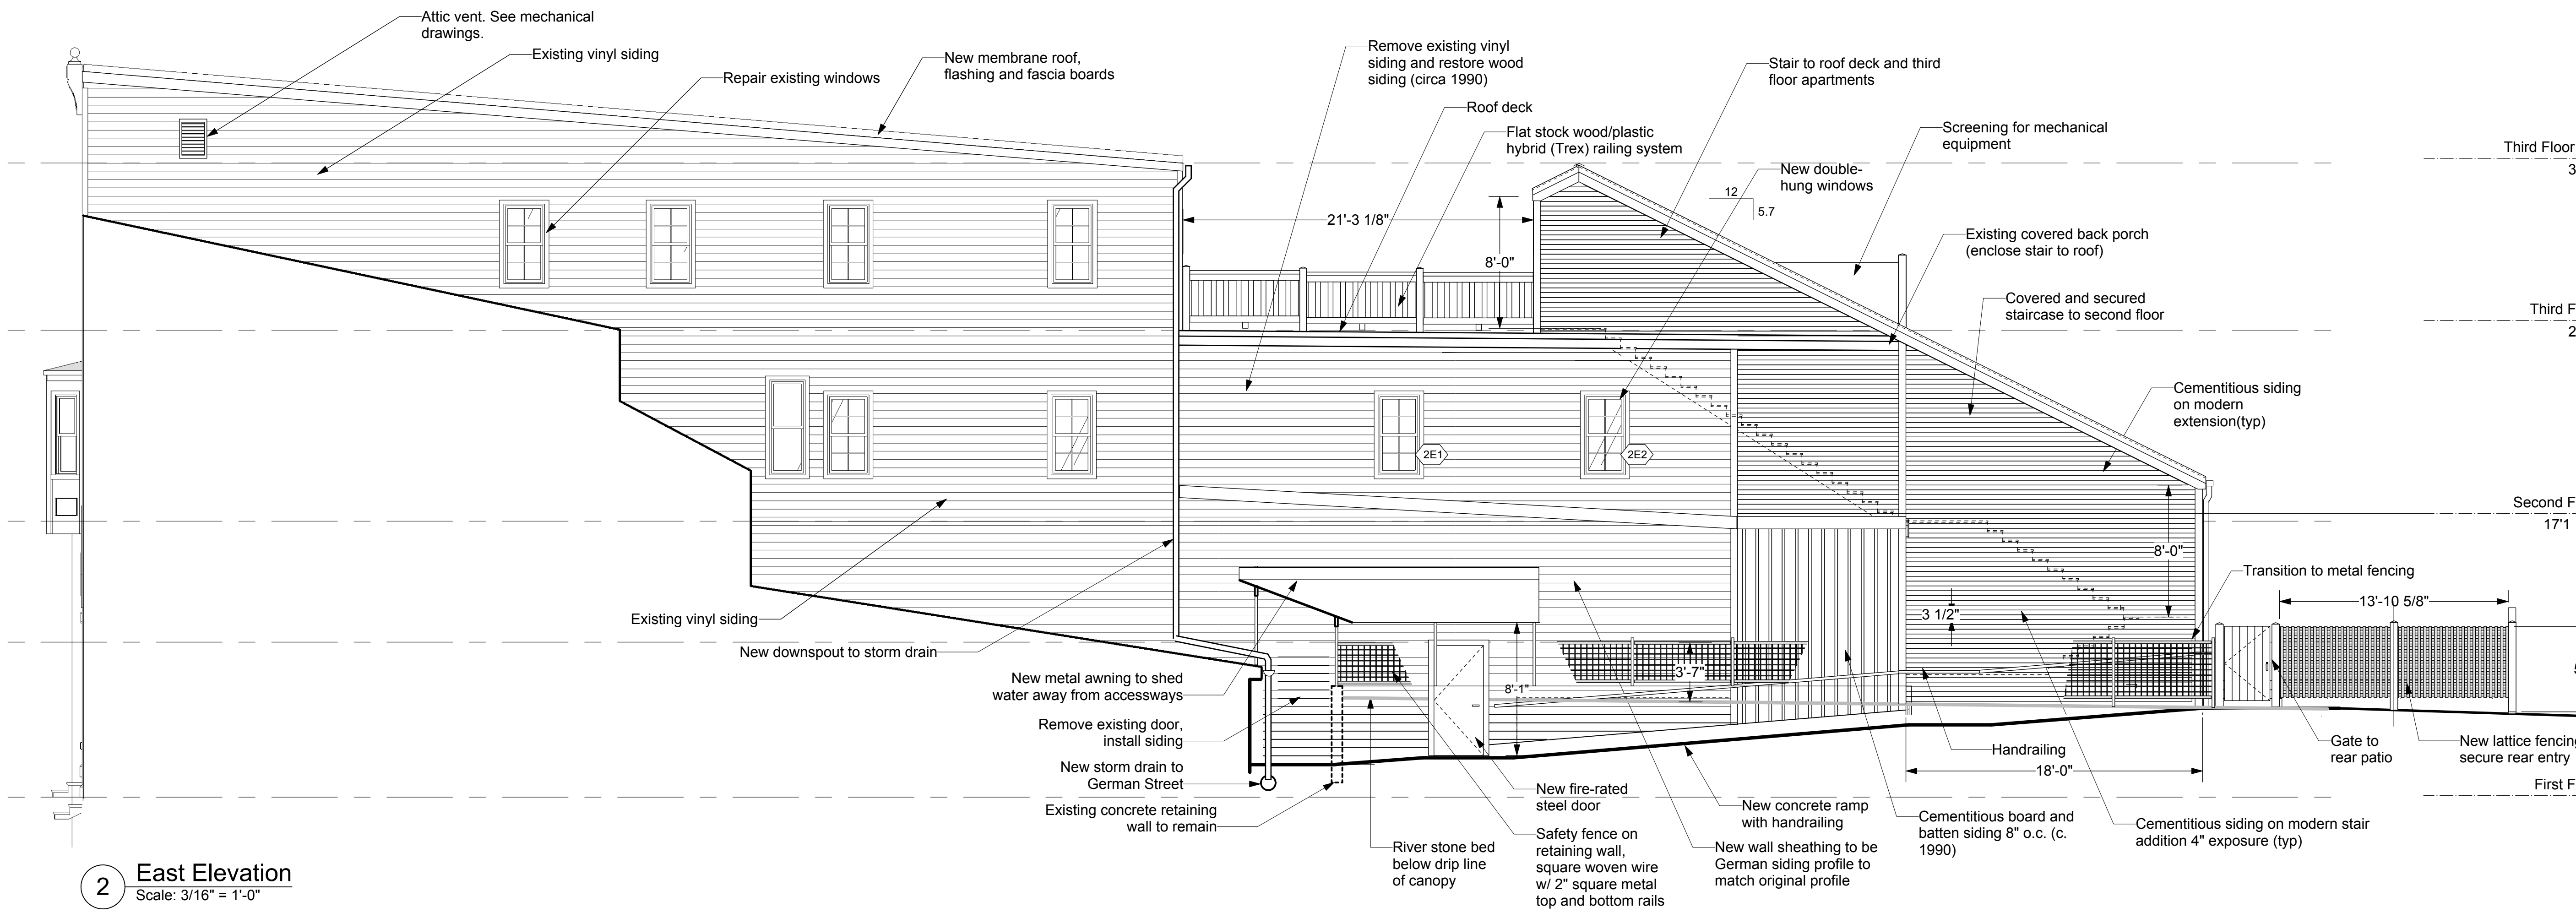 Attic vent. See mechanical
drawings.
Existing vinyl siding
Repair existing windows
New membrane roof,
flashing and fascia boards
Remove existing vinyl
siding and restore wood
siding (circa 1990)
Roof deck
Flat stock wood/plastic
hybrid (Trex) railing system
Stair to roof deck and third
floor apartments
New double-
hung windows
12
5.7
Screening for mechanical
equipment
Existing covered back porch
(enclose stair to roof)
Covered and secured
staircase to second floor
Cementitious siding
on modern
extension(typ)
Third Floor
3
Third F
2
Second F
17'1
21'-3 1/8"
8'-0"
2E1
2E2
8'-0"
Transition to metal fencing
13'-10 5/8"
3 1/2"
3'-7"
8'-1"
Existing vinyl siding
New downspout to storm drain
New metal awning to shed
water away from accessways
Remove existing door,
install siding
New storm drain to
German Street
Existing concrete retaining
wall to remain
River stone bed
below drip line
of canopy
New fire-rated
steel door
Safety fence on
retaining wall,
square woven wire
w/ 2" square metal
top and bottom rails
New concrete ramp
with handrailing
New wall sheathing to be
German siding profile to
match original profile
Handrailing
18'-0"
Cementitious board and
batten siding 8" o.c. (c.
1990)
Cementitious siding on modern stair
addition 4" exposure (typ)
Gate to
rear patio
New lattice fencing
secure rear entry
First F
2
East Elevation
Scale: 3/16" = 1'-0"